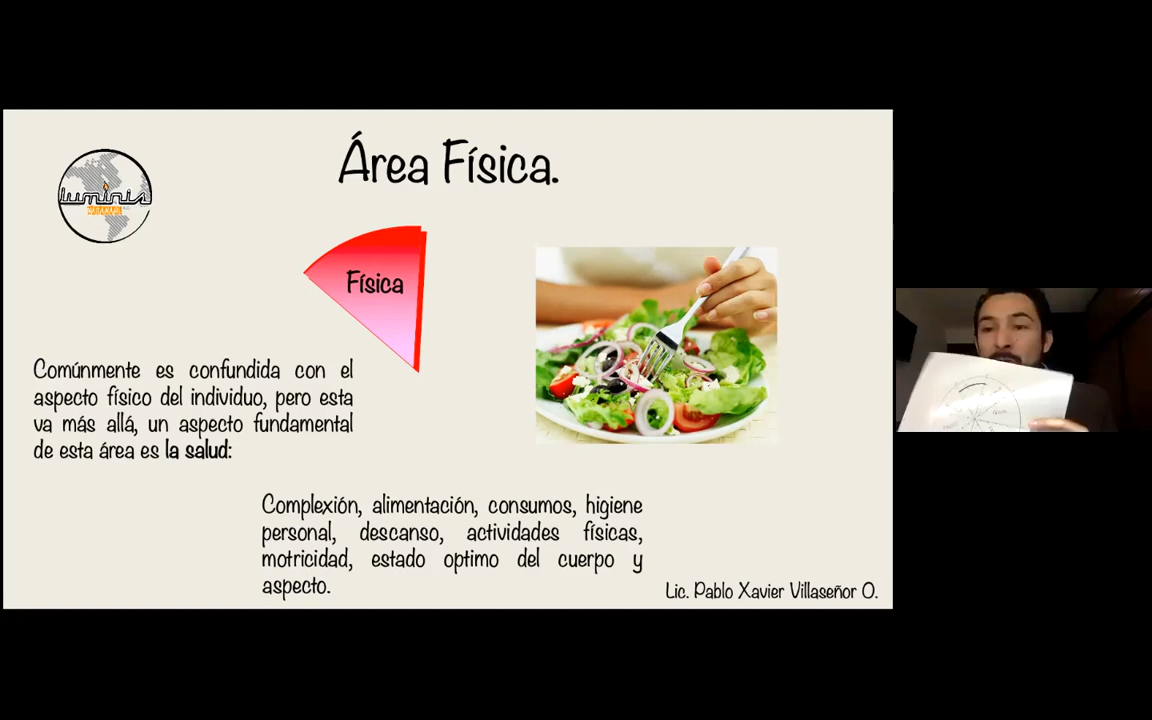 Área Física.
luminis
Física
Comúnmente es confundida con el
aspecto físico del individuo, pero esta
va más allá, un aspecto fundamental
de esta área es la salud:
Complexión, alimentación, consumos, higiene
personal, descanso, actividades físicas,
motricidad, estado optimo del cuerpo y
aspecto.
Lic. Pablo Xavier Villaseñor O.